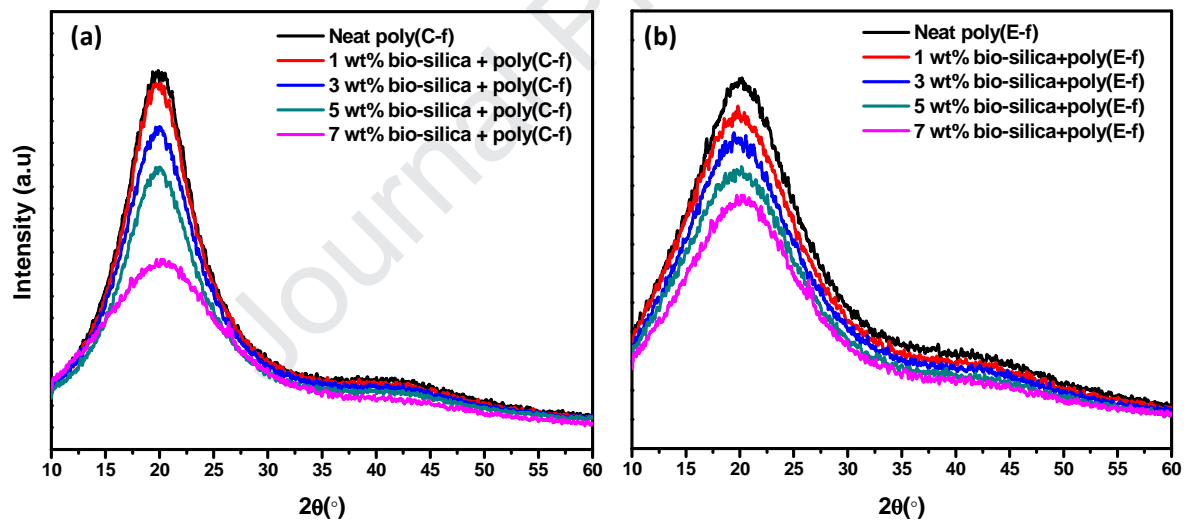 Journal P
(a)
Neat poly(C-f)
1 wt% bio-silica + poly(C-f)
3 wt% bio-silica + poly(C-f)
5 wt% bio-silica + poly(C-f)
7 wt% bio-silica + poly(C-f)
Intensity (a.u)
10 15 20 25 30 35 40 45 50 55 60
2θ(°)
(b)
Neat poly(E-f)
1 wt% bio-silica+poly(E-f)
3 wt% bio-silica+poly(E-f)
5 wt% bio-silica+poly(E-f)
7 wt% bio-silica+poly(E-f)
10 15 20 25 30 35 40 45 50 55 60
2θ(°)